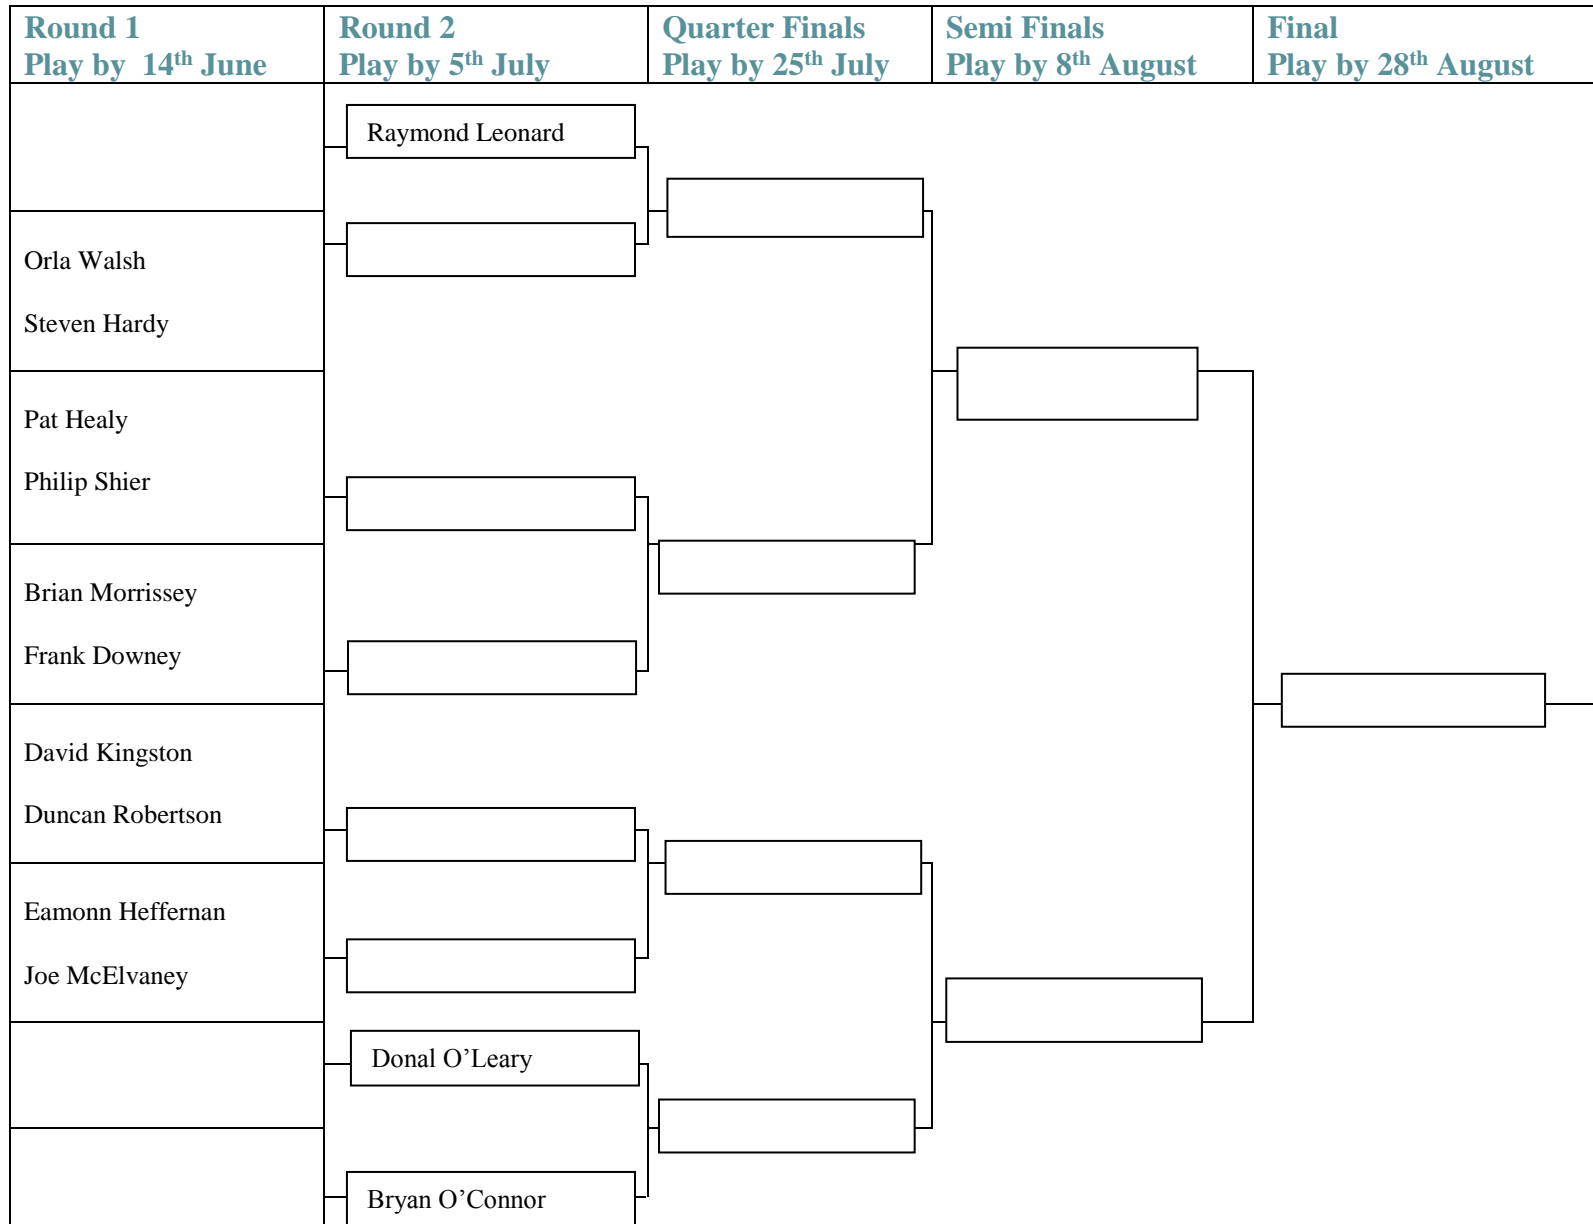 Round 1
Play by 14th June
Round 2
Play by 5th July
Quarter Finals
Play by 25th July
Semi Finals
Play by 8th August
Final
Play by 28th August
Raymond Leonard
Orla Walsh
Steven Hardy
Pat Healy
Philip Shier
Brian Morrissey
Frank Downey
David Kingston
Duncan Robertson
Eamonn Heffernan
Joe McElvaney
Donal O’Leary
Bryan O’Connor